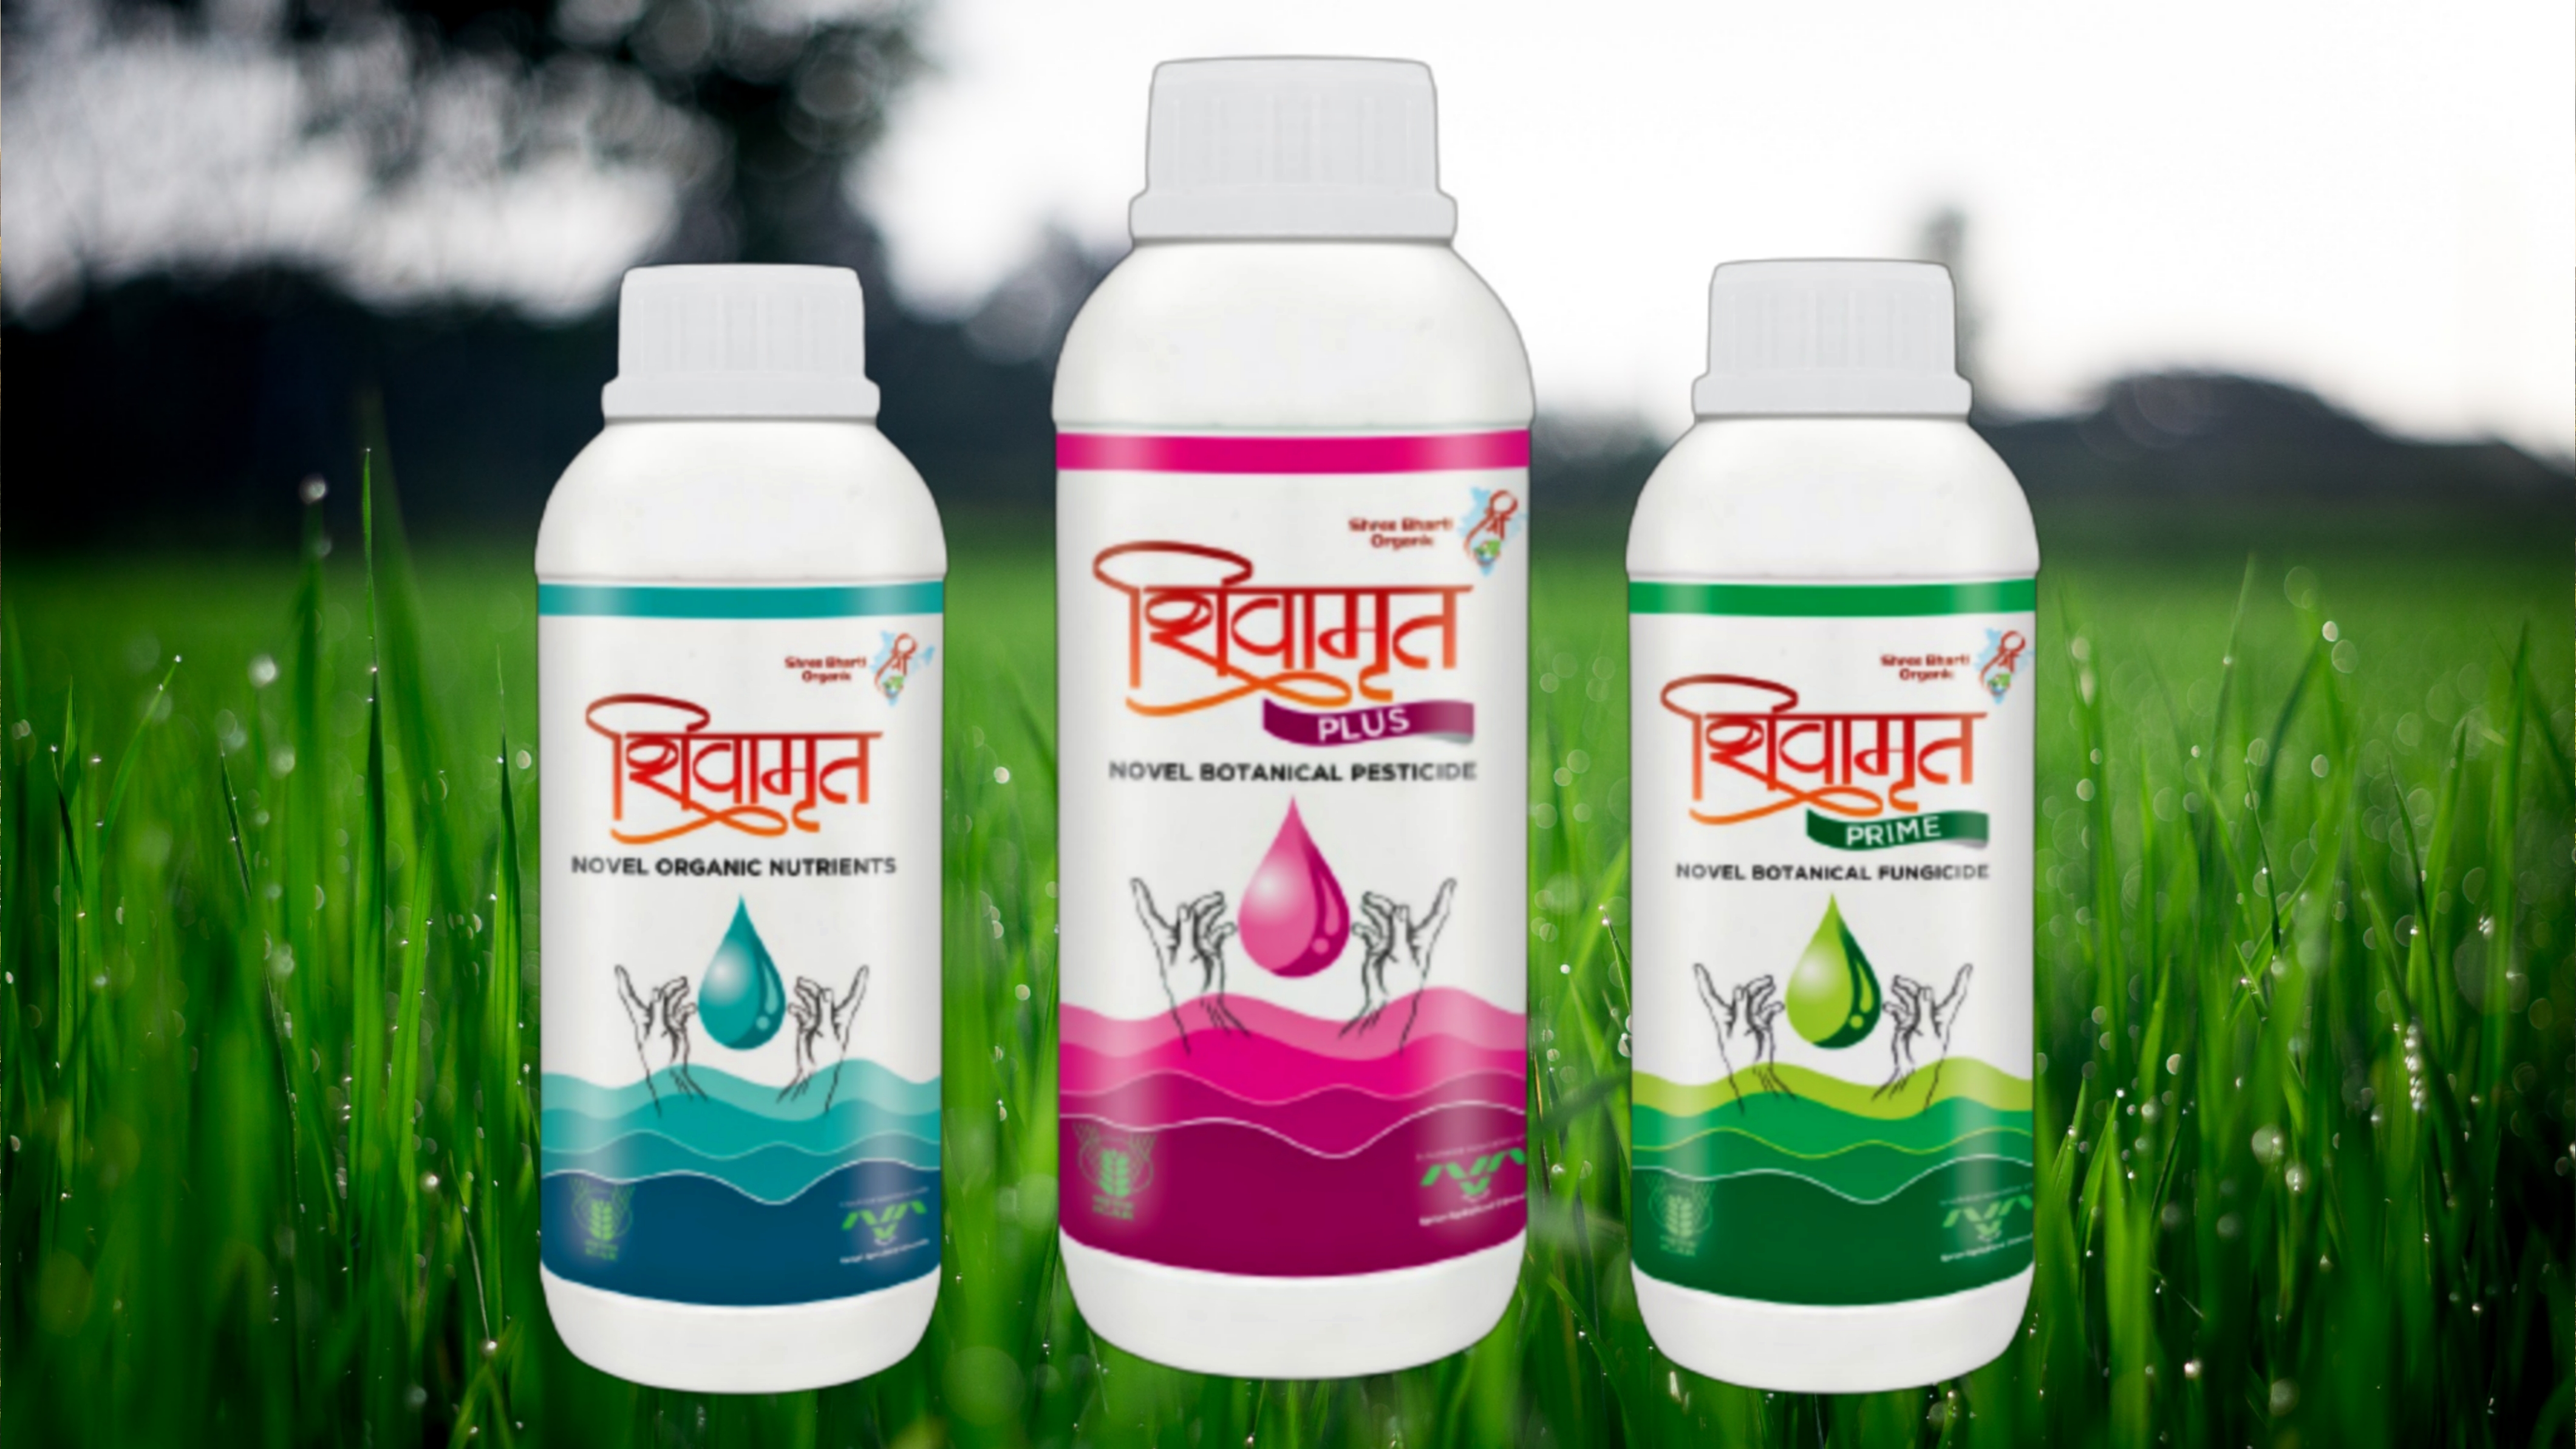 Shree Bharti
Organic
शिवामृत
NOVEL ORGANIC NUTRIENTS
Shree Bharti
Organic
शिवामृत
PLUS
NOVEL BOTANICAL PESTICIDE
Shree Bharti
Organic
शिवामृत
PRIME
NOVEL BOTANICAL FUNGICIDE